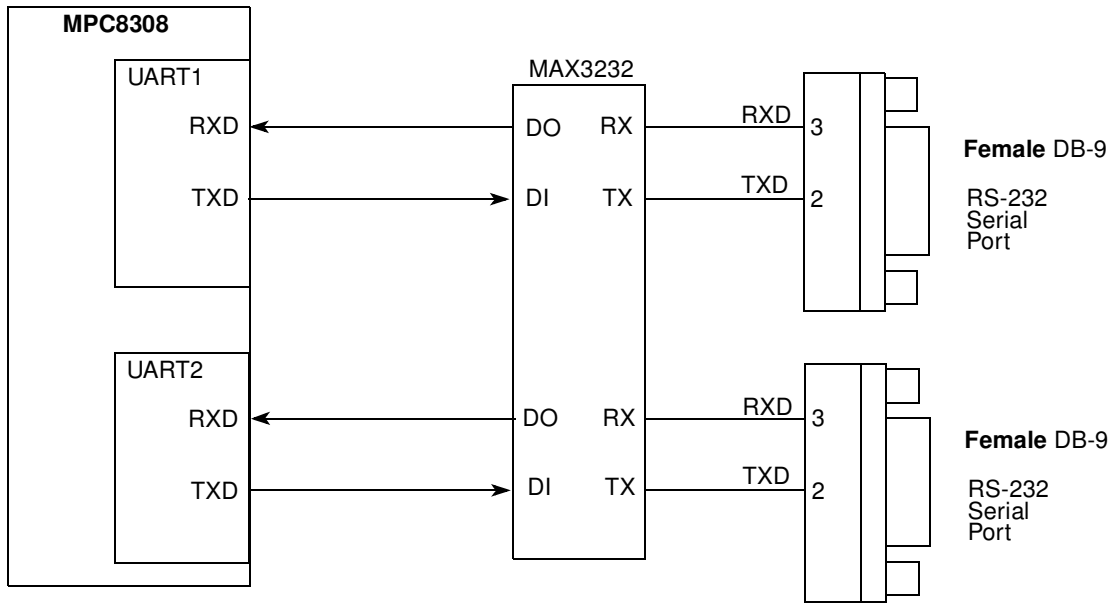 MPC8308
UART1
MAX3232
RXD
DO
RX
RXD
3
Female DB-9
TXD
DI
TX
TXD
2
RS-232
Serial
Port
UART2
RXD
DO
RX
RXD
3
Female DB-9
TXD
DI
TX
TXD
2
RS-232
Serial
Port